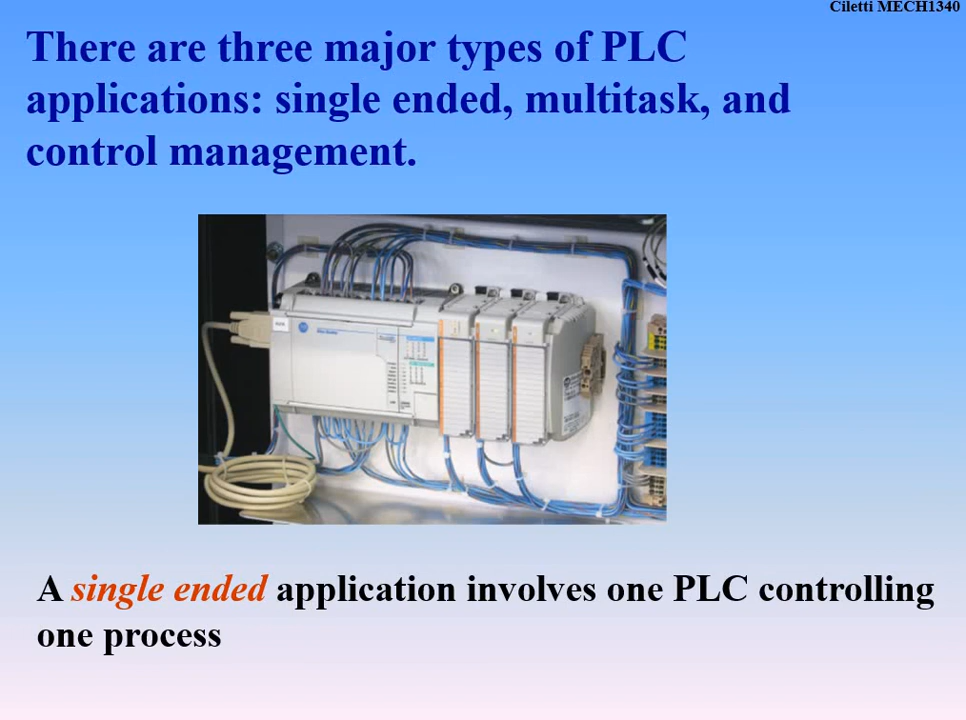 Ciletti MECH1340
There are three major types of PLC
applications: single ended, multitask, and
control management.
A single ended application involves one PLC controlling
one process